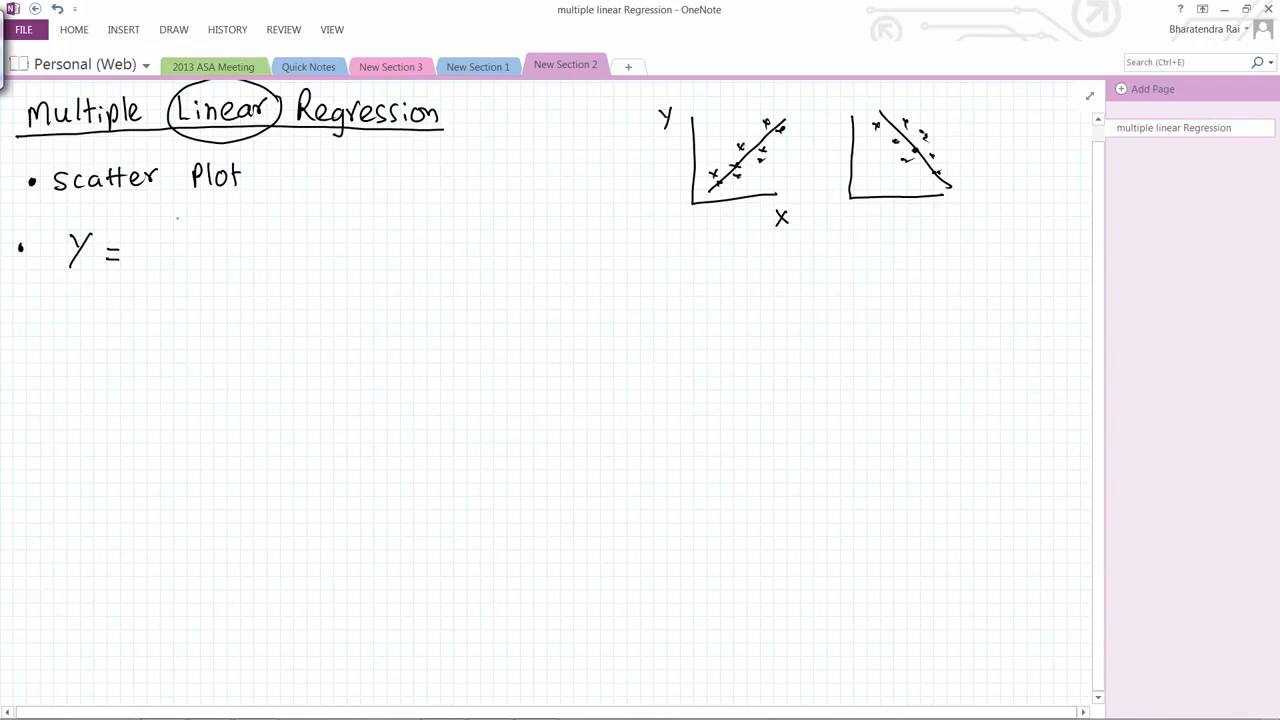 multiple linear Regression - OneNote
FILE HOME INSERT DRAW HISTORY REVIEW VIEW
Bharatendra Rai
Personal (Web) 2013 ASA Meeting Quick Notes New Section 3 New Section 1 New Section 2 +
Search (Ctrl+E)
Add Page
multiple linear Regression
Multiple Linear Regression
• Scatter Plot
• Y =
Y
X